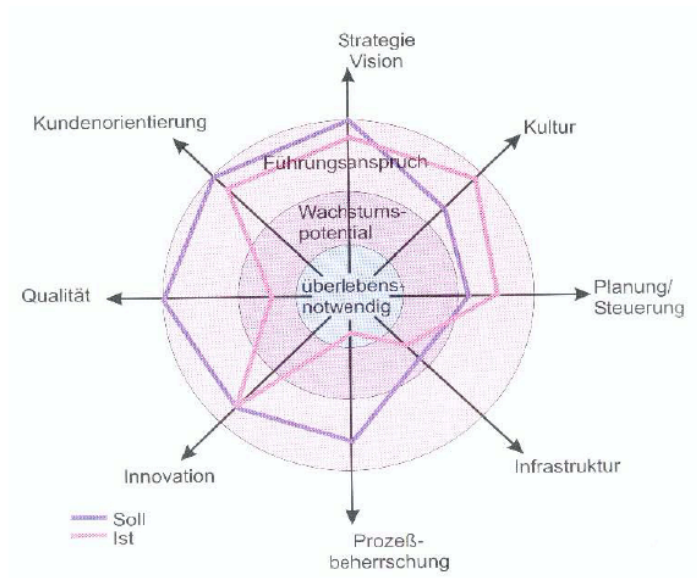 Strategie
Vision
Kundenorientierung
Kultur
Führungsanspruch
Wachstums-
potential
überlebens-
notwendig
Qualität
Planung/
Steuerung
Innovation
Infrastruktur
Soll
Ist
Prozeß-
beherrschung